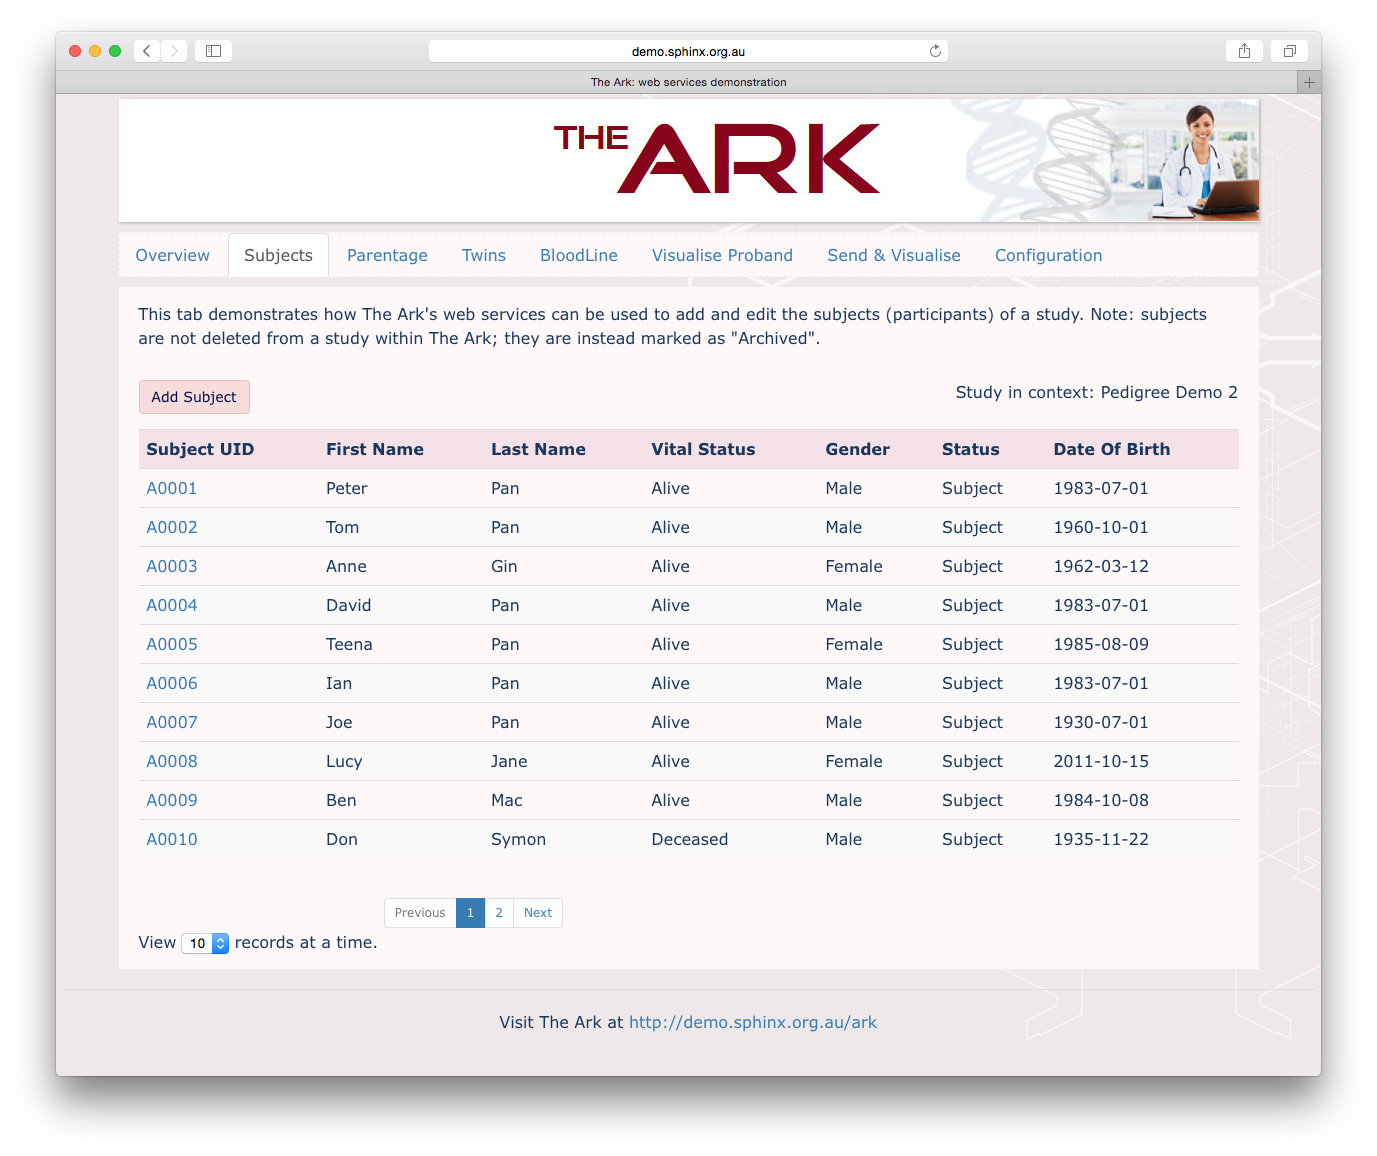 demo.sphinx.org.au
The Ark: web services demonstration
THE ARK
Overview Subjects Parentage Twins BloodLine Visualise Proband Send & Visualise Configuration
This tab demonstrates how The Ark's web services can be used to add and edit the subjects (participants) of a study. Note: subjects
are not deleted from a study within The Ark; they are instead marked as "Archived".
Add Subject
Study in context: Pedigree Demo 2
Subject UID First Name Last Name Vital Status Gender Status Date Of Birth
A0001 Peter Pan Alive Male Subject 1983-07-01
A0002 Tom Pan Alive Male Subject 1960-10-01
A0003 Anne Gin Alive Female Subject 1962-03-12
A0004 David Pan Alive Male Subject 1983-07-01
A0005 Teena Pan Alive Female Subject 1985-08-09
A0006 Ian Pan Alive Male Subject 1983-07-01
A0007 Joe Pan Alive Male Subject 1930-07-01
A0008 Lucy Jane Alive Female Subject 2011-10-15
A0009 Ben Mac Alive Male Subject 1984-10-08
A0010 Don Symon Deceased Male Subject 1935-11-22
Previous 1 2 Next
View 10 records at a time.
Visit The Ark at http://demo.sphinx.org.au/ark